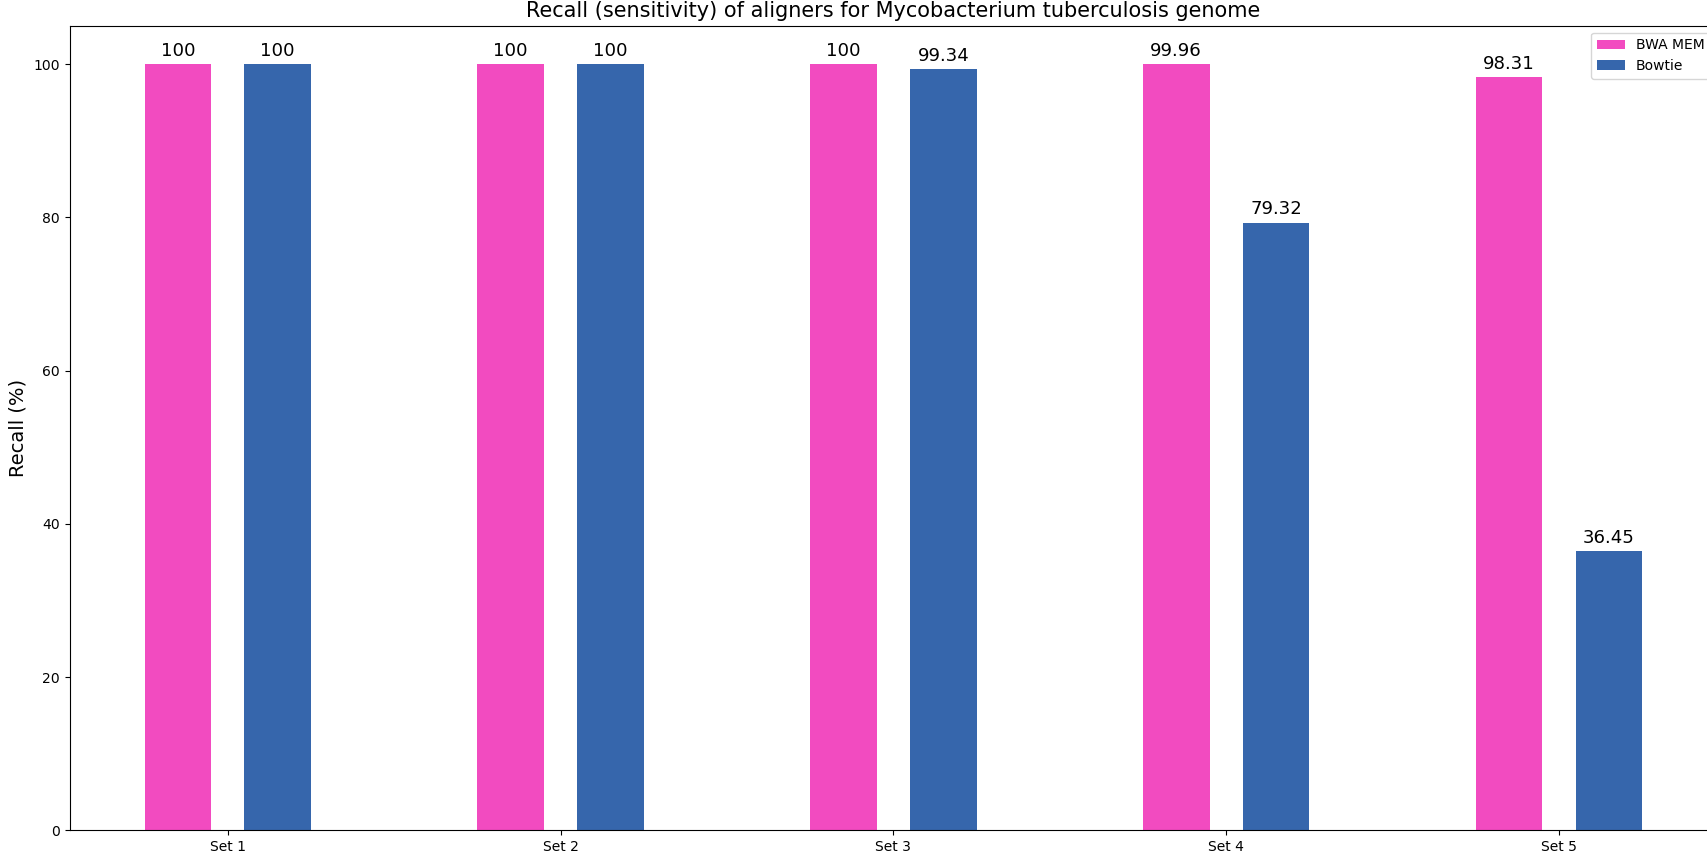 Recall (sensitivity) of aligners for Mycobacterium tuberculosis genome
BWA MEM
Bowtie
100 100 100 100 100 99.34 99.96 79.32 98.31 36.45
Recall (%)
100
80
60
40
20
0
Set 1 Set 2 Set 3 Set 4 Set 5